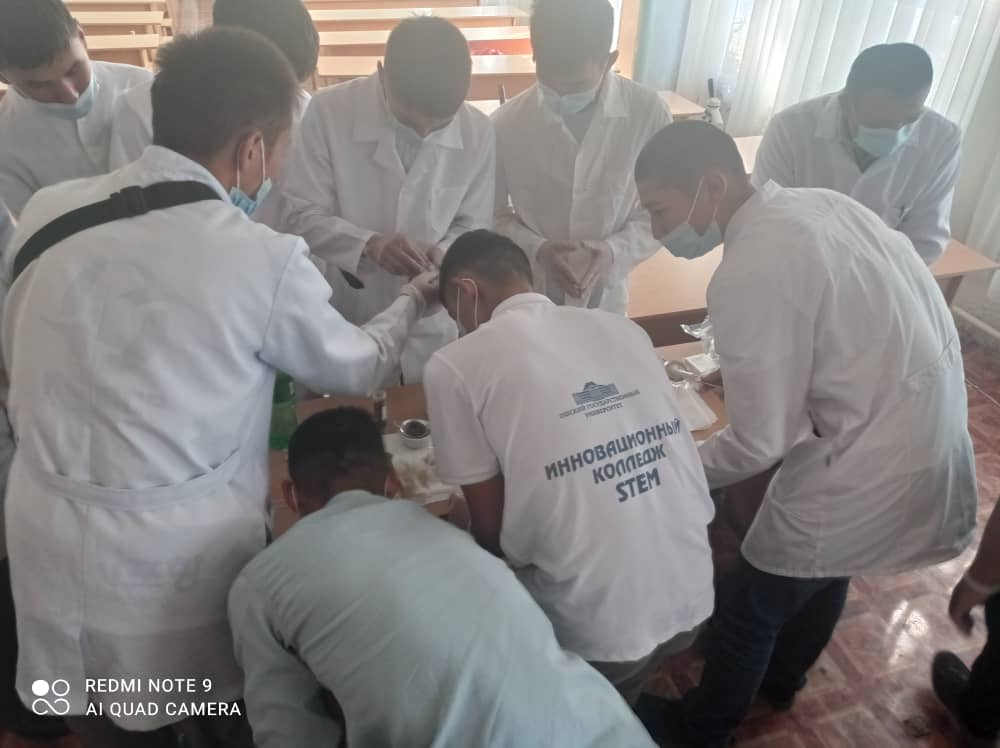 ОШСКИЙ ГОСУДАРСТВЕННЫЙ
УНИВЕРСИТЕТ
ИННОВАЦИОННЫЙ
КОЛЛЕДЖ
STEM
REDMI NOTE 9
AI QUAD CAMERA